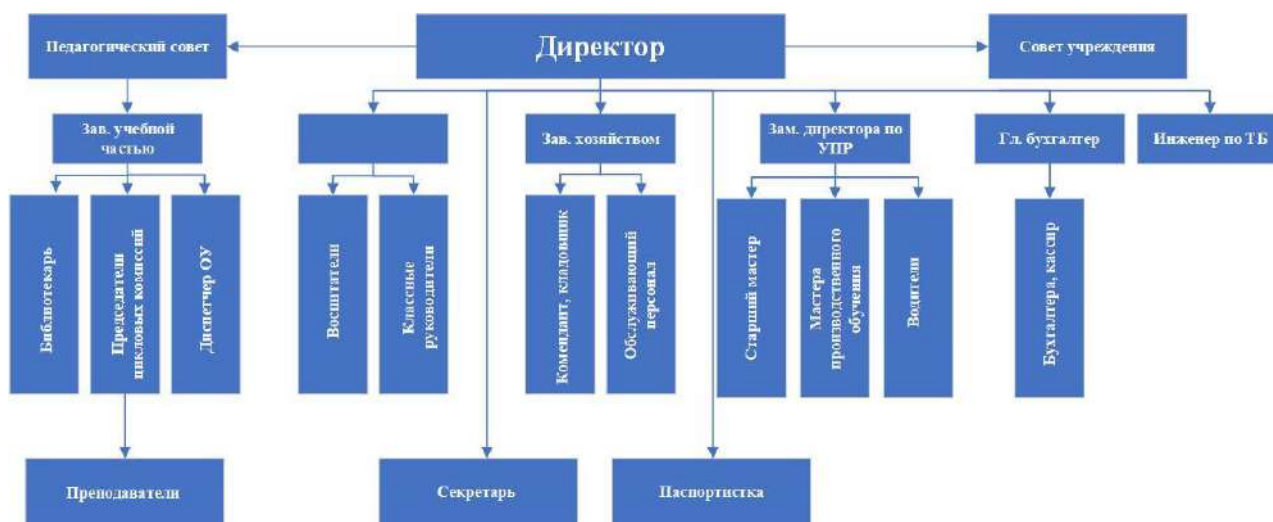 Педагогический совет
Директор
Совет учреждения
Зав. учебной
частью
Зав. хозяйством
Зам. директора по
УПР
Гл. бухгалтер
Инженер по ТБ
Библиотекарь
Председатели
цикловых комиссий
Диспетчер ОУ
Воспитатели
Классные
руководители
Комендант, кладовщик
Обслуживающий
персонал
Старший мастер
Мастера
производственного
обучения
Водители
Бухгалтера, кассир
Преподаватели
Секретарь
Паспортистка